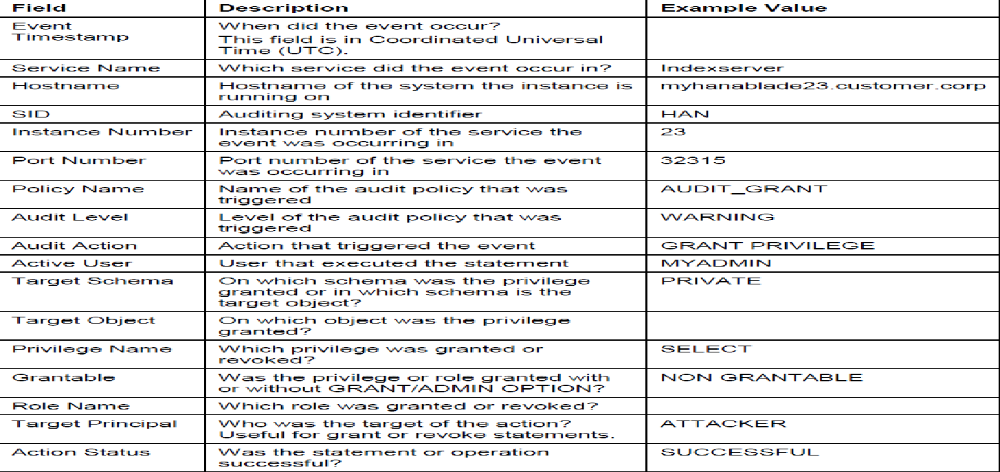 Field Description Example Value
Event When did the event occur?
Timestamp This field is in Coordinated Universal
Time (UTC).
Service Name Which service did the event occur in? Indexserver
Hostname Hostname of the system the instance is myhanablade23.customer.corp
running on
SID Auditing system identifier HAN
Instance Number Instance number of the service the 23
event was occurring in
Port Number Port number of the service the event 32315
was occurring in
Policy Name Name of the audit policy that was AUDIT_GRANT
triggered
Audit Level Level of the audit policy that was WARNING
triggered
Audit Action Action that triggered the event GRANT PRIVILEGE
Active User User that executed the statement MYADMIN
Target Schema On which schema was the privilege PRIVATE
granted or in which schema is the
target object?
Target Object On which object was the privilege
granted?
Privilege Name Which privilege was granted or SELECT
revoked?
Grantable Was the privilege or role granted with NON GRANTABLE
or without GRANT/ADMIN OPTION?
Role Name Which role was granted or revoked?
Target Principal Who was the target of the action? ATTACKER
Useful for grant or revoke statements.
Action Status Was the statement or operation SUCCESSFUL
successful?